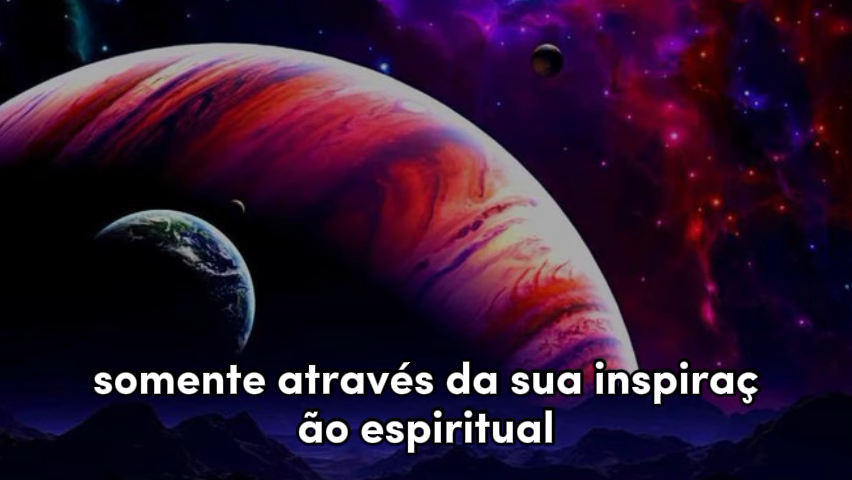 somente através da sua inspiraç
ão espiritual